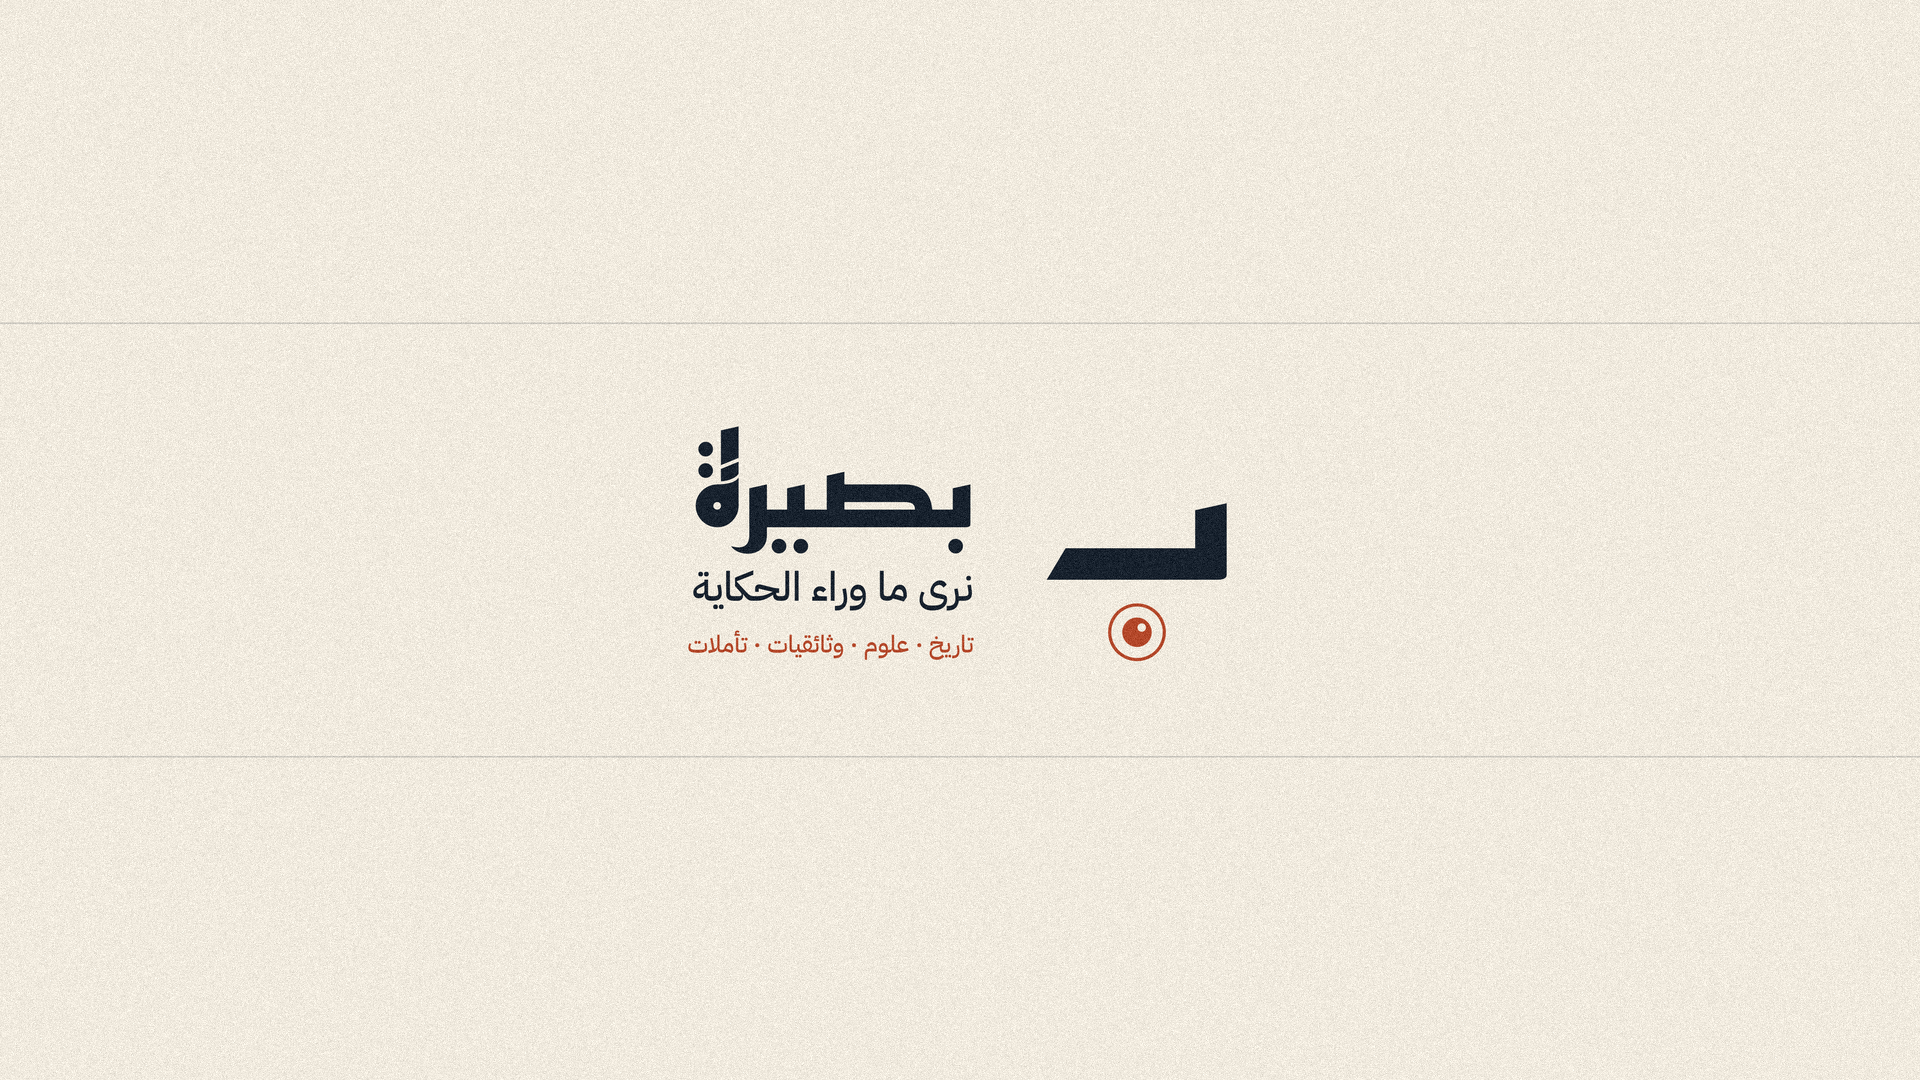 بصيرة
نرى ما وراء الحكاية
تاريخ · علوم · وثائقيات · تأملات